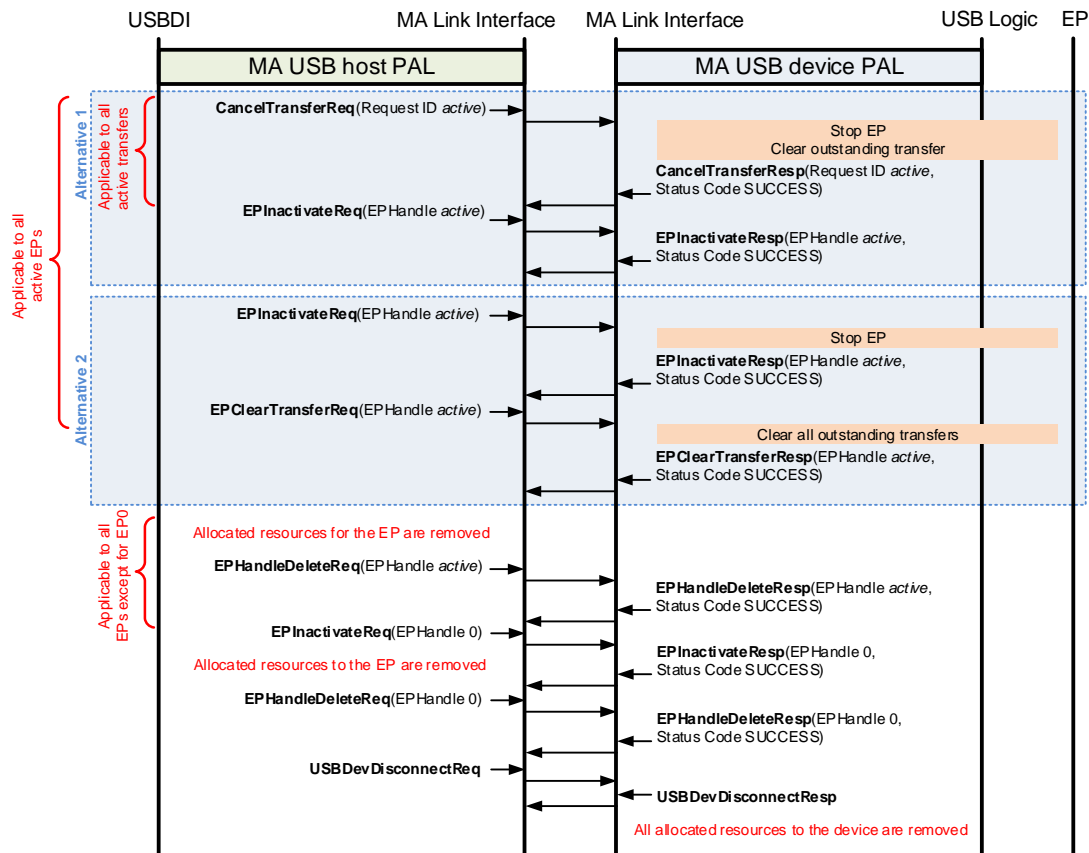 USBDI
MA Link Interface
MA Link Interface
USB Logic
EP
MA USB host PAL
MA USB device PAL
Applicable to all
active EPs
Alternative 1
Applicable to all
active transfers
CancelTransferReq(Request ID active)
Stop EP
Clear outstanding transfer
CancelTransferResp(Request ID active,
Status Code SUCCESS)
EPInactivateReq(EPHandle active)
EPInactivateResp(EPHandle active,
Status Code SUCCESS)
Alternative 2
EPInactivateReq(EPHandle active)
Stop EP
EPInactivateResp(EPHandle active,
Status Code SUCCESS)
EPClearTransferReq(EPHandle active)
Clear all outstanding transfers
EPClearTransferResp(EPHandle active,
Status Code SUCCESS)
Applicable to all
EPs except for EP0
Allocated resources for the EP are removed
EPHandleDeleteReq(EPHandle active)
EPHandleDeleteResp(EPHandle active,
Status Code SUCCESS)
EPInactivateReq(EPHandle 0)
EPInactivateResp(EPHandle 0,
Status Code SUCCESS)
Allocated resources to the EP are removed
EPHandleDeleteReq(EPHandle 0)
EPHandleDeleteResp(EPHandle 0,
Status Code SUCCESS)
USBDevDisconnectReq
USBDevDisconnectResp
All allocated resources to the device are removed